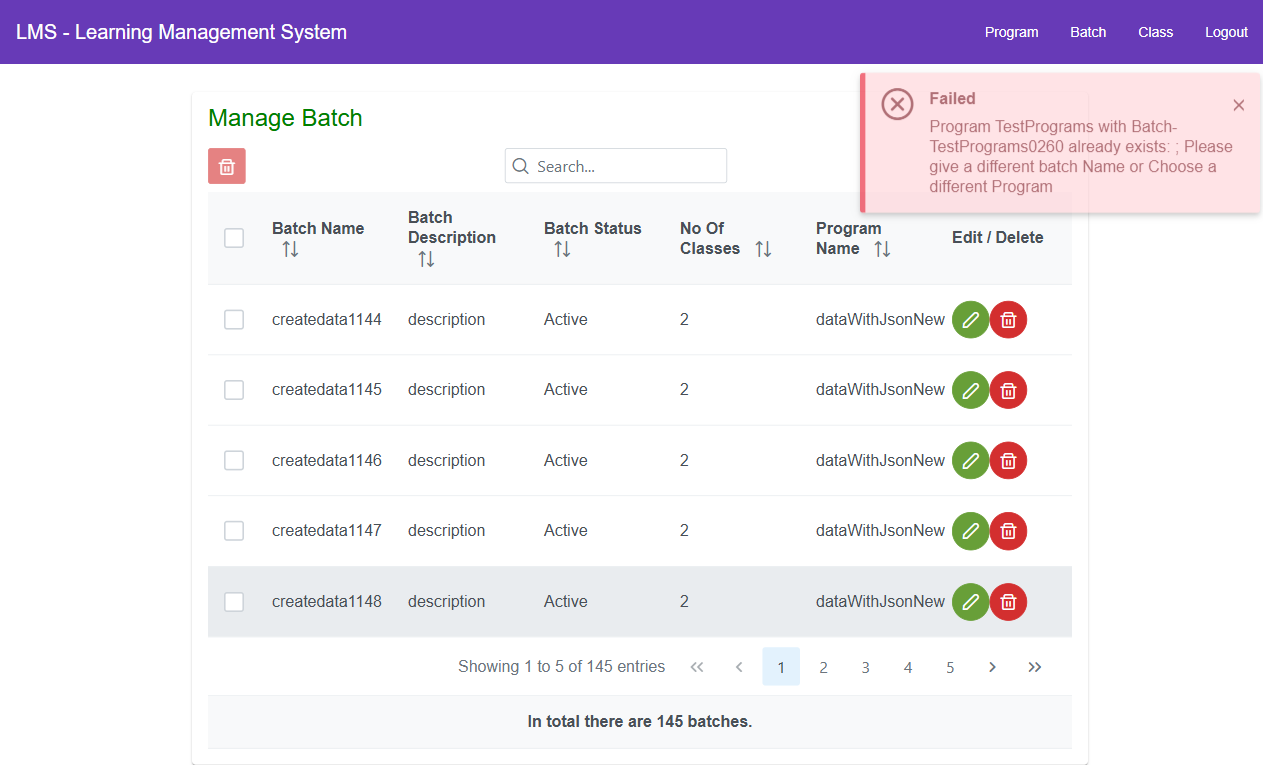 LMS - Learning Management System
Program
Batch
Class
Logout
Failed
Program TestPrograms with Batch-
TestPrograms0260 already exists: ; Please
give a different batch Name or Choose a
different Program
Manage Batch
Search...
Batch Name
Batch
Description
Batch Status
No Of
Classes
Program
Name
Edit / Delete
createdata1144 description Active 2 dataWithJsonNew
createdata1145 description Active 2 dataWithJsonNew
createdata1146 description Active 2 dataWithJsonNew
createdata1147 description Active 2 dataWithJsonNew
createdata1148 description Active 2 dataWithJsonNew
Showing 1 to 5 of 145 entries << < 1 2 3 4 5 > >>
In total there are 145 batches.